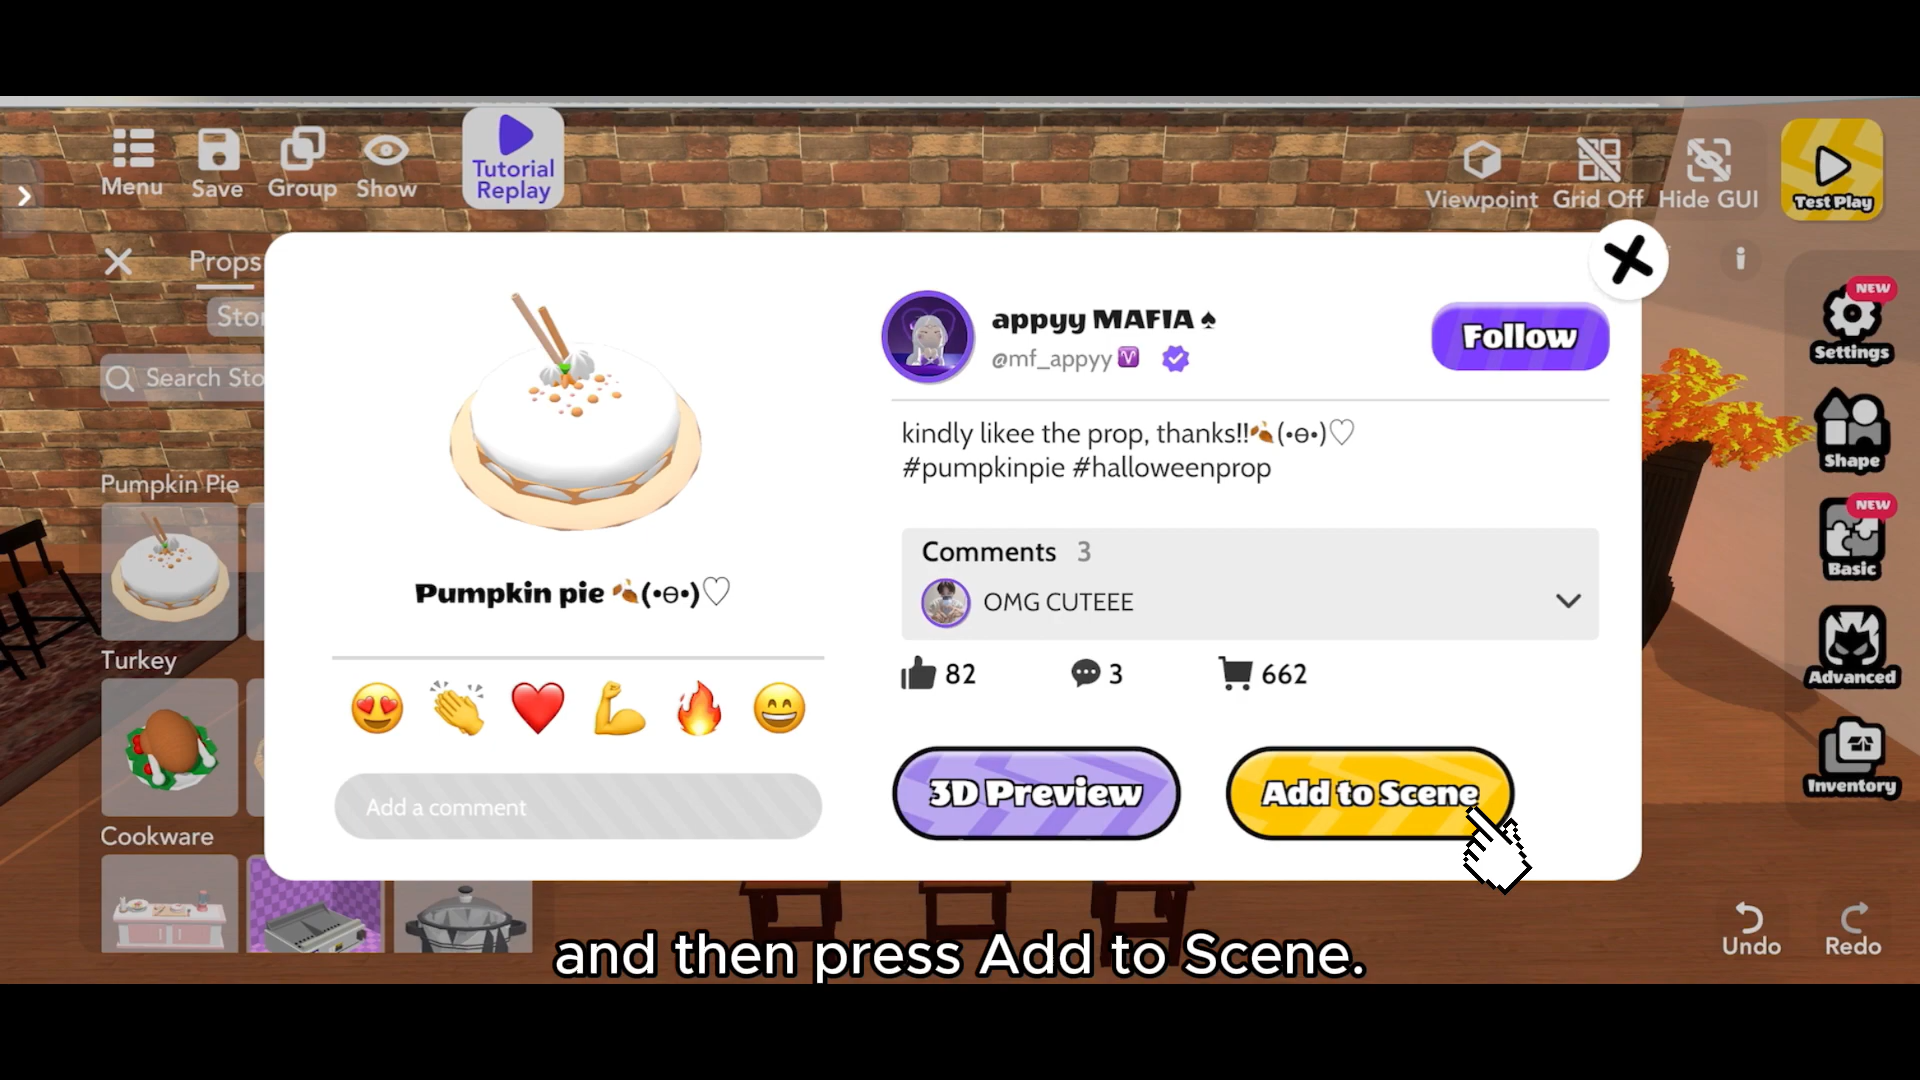 Menu
Save
Group
Show
Tutorial
Replay
Viewpoint
Grid Off
Hide GUI
Test Play
Props
Search Sto
Pumpkin Pie
Turkey
Cookware
Pumpkin pie 🍂(•ө•)♡
Add a comment
appyy MAFIA ♠
@mf_appyy ♈
Follow
kindly likee the prop, thanks!!🍂(•ө•)♡
#pumpkinpie #halloweenprop
Comments 3
OMG CUTEEE
82
3
662
3D Preview
Add to Scene
NEW
Settings
Shape
NEW
Basic
Advanced
Inventory
Undo
Redo
and then press Add to Scene.